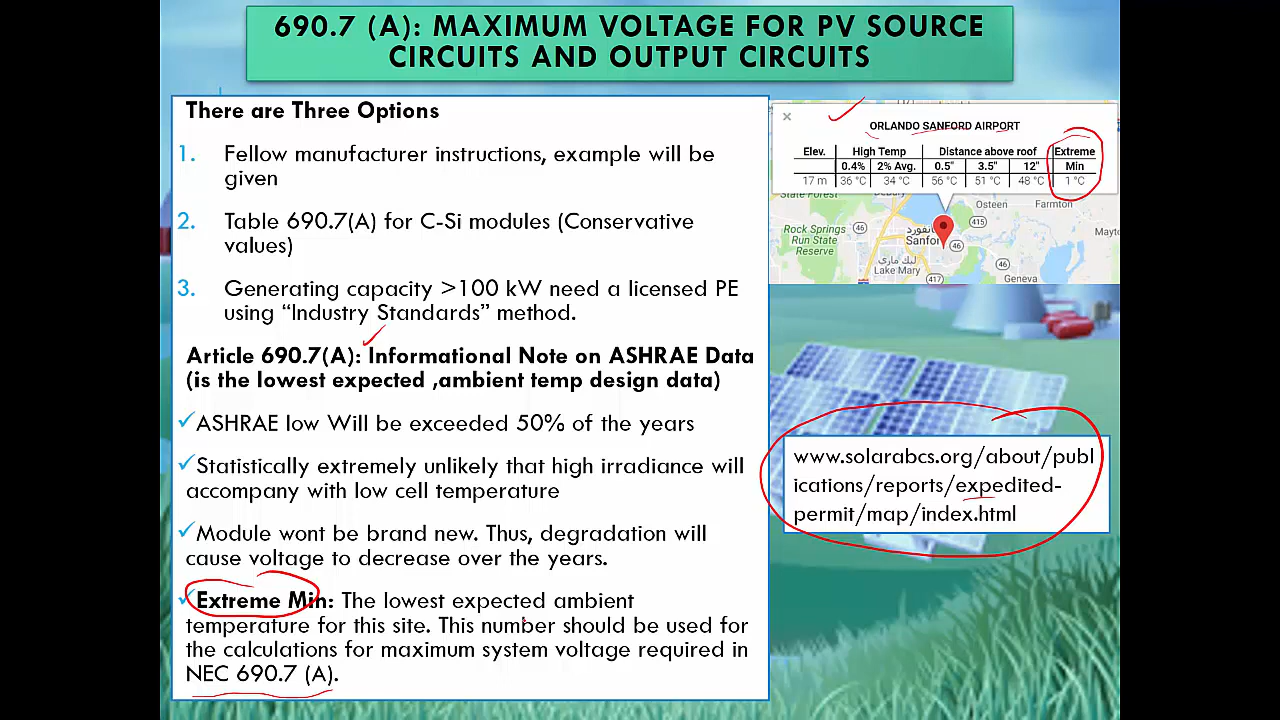 690.7 (A): MAXIMUM VOLTAGE FOR PV SOURCE
CIRCUITS AND OUTPUT CIRCUITS
There are Three Options
1. Fellow manufacturer instructions, example will be
given
2. Table 690.7(A) for C-Si modules (Conservative
values)
3. Generating capacity >100 kW need a licensed PE
using “Industry Standards” method.
Article 690.7(A): Informational Note on ASHRAE Data
(is the lowest expected ,ambient temp design data)
✓ASHRAE low Will be exceeded 50% of the years
✓Statistically extremely unlikely that high irradiance will
accompany with low cell temperature
✓Module wont be brand new. Thus, degradation will
cause voltage to decrease over the years.
✓Extreme Min: The lowest expected ambient
temperature for this site. This number should be used for
the calculations for maximum system voltage required in
NEC 690.7 (A).
×
ORLANDO SANFORD AIRPORT
Elev. High Temp Distance above roof Extreme
0.4% 2% Avg. 0.5" 3.5" 12" Min
17 m 36 °C 34 °C 56 °C 51 °C 48 °C 1 °C
State Forest
Osteen Farmton
415
Rock Springs
Run State
Reserve
46
سانفورد
Sanford
46
ليك ماري
Lake Mary
46
417
www.solarabcs.org/about/publ
ications/reports/expedited-
permit/map/index.html